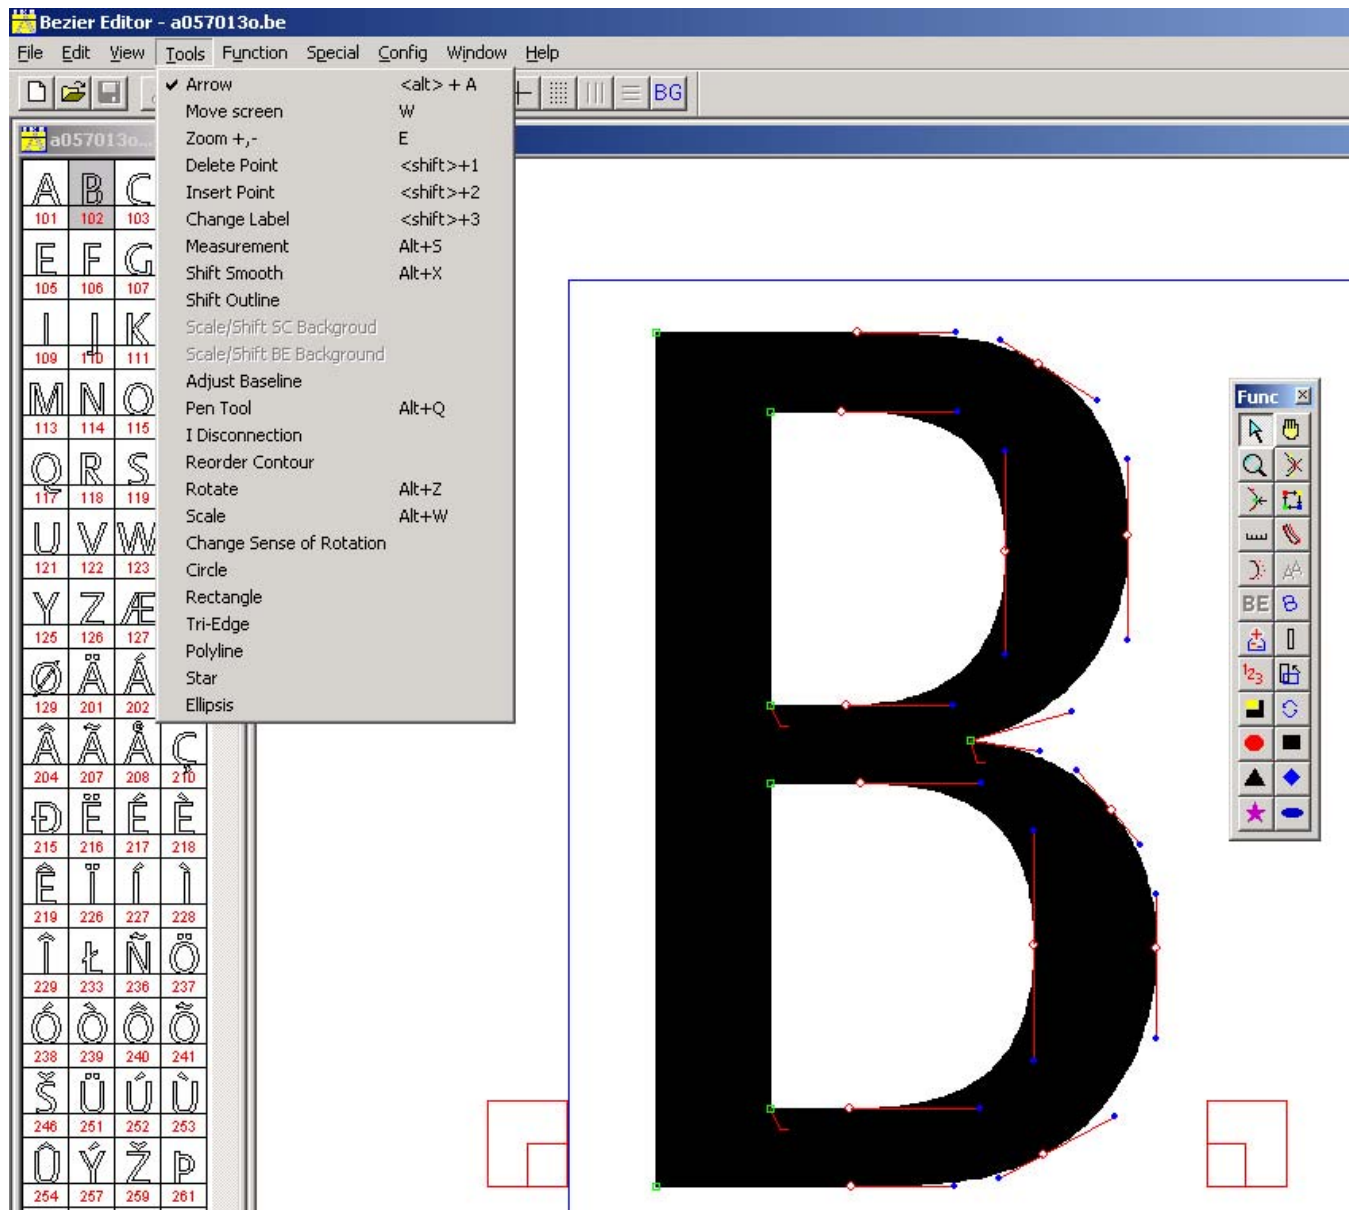 Bezier Editor - a057013o.be
File Edit View Tools Function Special Config Window Help
BG
a057013o...
Arrow <alt> + A
Move screen W
Zoom +,- E
Delete Point <shift>+1
Insert Point <shift>+2
Change Label <shift>+3
Measurement Alt+S
Shift Smooth Alt+X
Shift Outline
Scale/Shift SC Backgroud
Scale/Shift BE Background
Adjust Baseline
Pen Tool Alt+Q
I Disconnection
Reorder Contour
Rotate Alt+Z
Scale Alt+W
Change Sense of Rotation
Circle
Rectangle
Tri-Edge
Polyline
Star
Ellipsis
A B C
101 102 103
E F G
105 106 107
I J K
109 110 111
M N O
113 114 115
Q R S
117 118 119
U V W
121 122 123
Y Z Æ
125 126 127
Ø Ä Á
129 201 202
Â Ã Å Ç
204 207 208 210
Ð Ë É È
215 216 217 218
Ê Ï Í Ì
219 226 227 228
Î Ł Ñ Ö
229 233 236 237
Ó Ò Ô Õ
238 239 240 241
Š Ü Ú Ù
246 251 252 253
Û Ý Ž Þ
254 257 259 261
B
Func
AA
BE
123